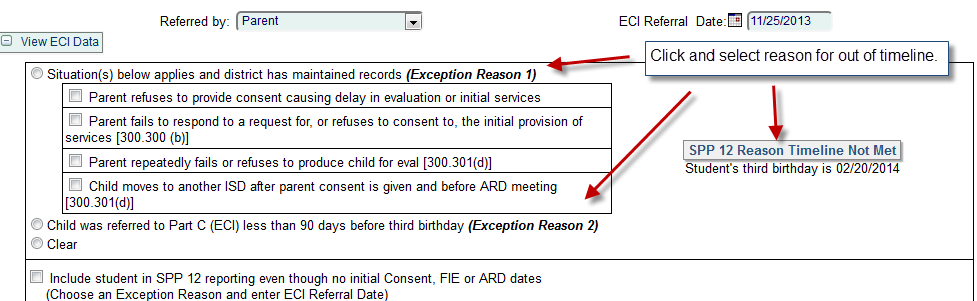 Referred by: Parent ECI Referral Date: 11/25/2013
View ECI Data
Click and select reason for out of timeline.
Situation(s) below applies and district has maintained records (Exception Reason 1)
Parent refuses to provide consent causing delay in evaluation or initial services
Parent fails to respond to a request for, or refuses to consent to, the initial provision of
services [300.300 (b)]
Parent repeatedly fails or refuses to produce child for eval [300.301(d)]
Child moves to another ISD after parent consent is given and before ARD meeting
[300.301(d)]
SPP 12 Reason Timeline Not Met
Student's third birthday is 02/20/2014
Child was referred to Part C (ECI) less than 90 days before third birthday (Exception Reason 2)
Clear
Include student in SPP 12 reporting even though no initial Consent, FIE or ARD dates
(Choose an Exception Reason and enter ECI Referral Date)